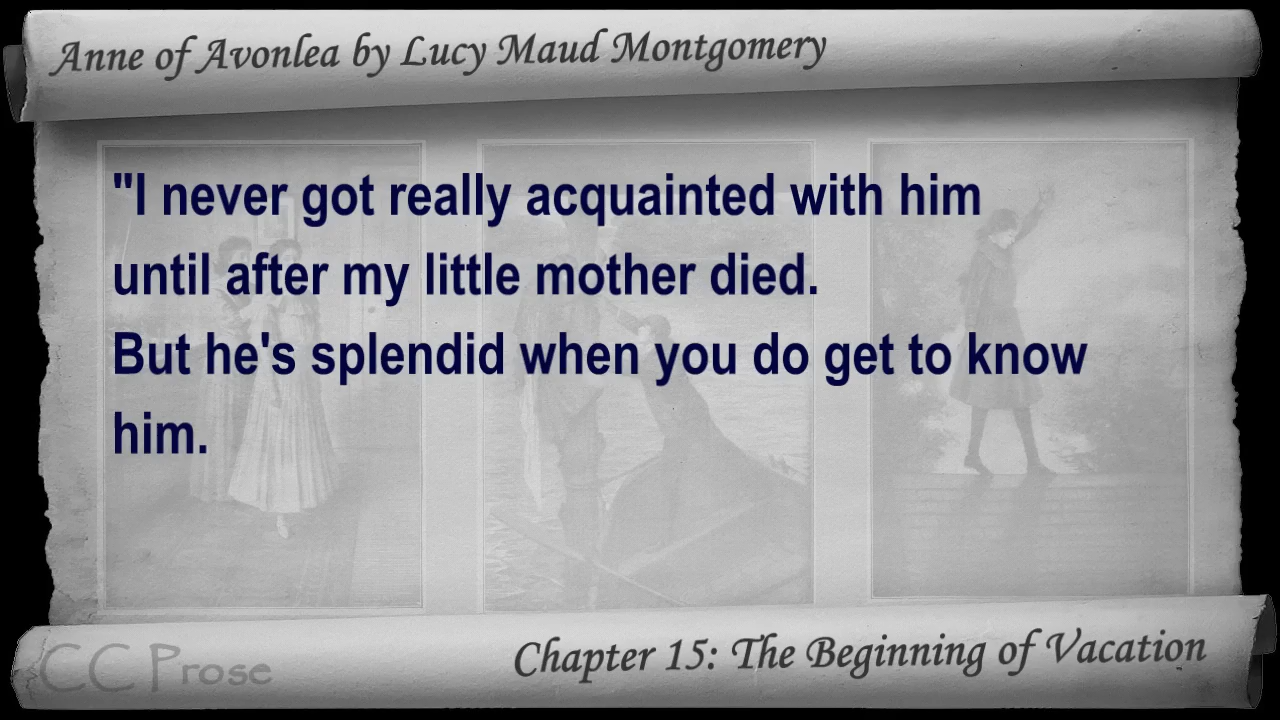 Anne of Avonlea by Lucy Maud Montgomery
"I never got really acquainted with him
until after my little mother died.
But he's splendid when you do get to know
him.
CC Prose
Chapter 15: The Beginning of Vacation